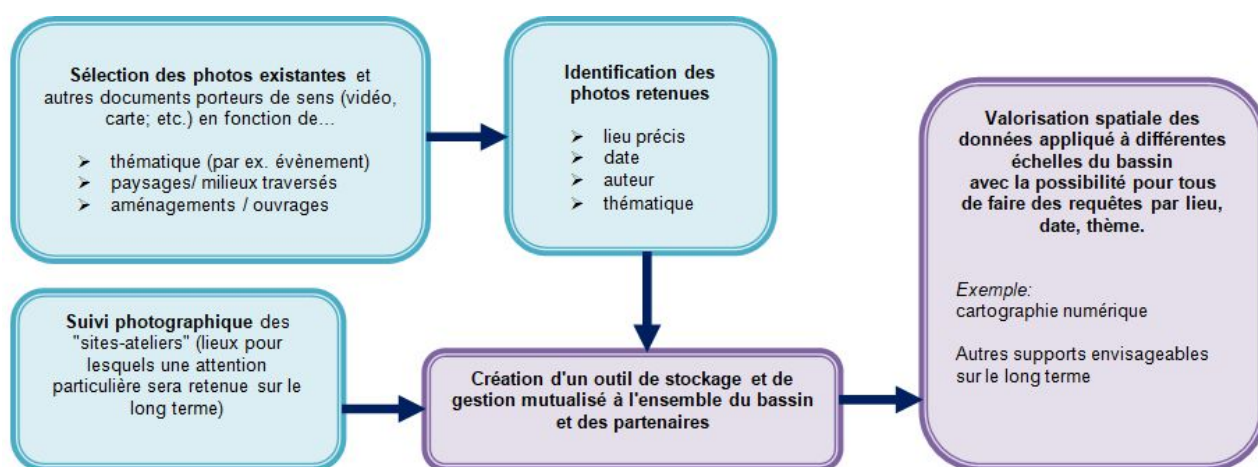 Sélection des photos existantes et
autres documents porteurs de sens (vidéo,
carte; etc.) en fonction de...
➢ thématique (par ex. évènement)
➢ paysages/ milieux traversés
➢ aménagements / ouvrages
Identification des
photos retenues
➢ lieu précis
➢ date
➢ auteur
➢ thématique
Suivi photographique des
"sites-ateliers" (lieux pour
lesquels une attention
particulière sera retenue sur le
long terme)
Création d'un outil de stockage et de
gestion mutualisé à l'ensemble du bassin
et des partenaires
Valorisation spatiale des
données appliqué à différentes
échelles du bassin
avec la possibilité pour tous
de faire des requêtes par lieu,
date, thème.
Exemple:
cartographie numérique
Autres supports envisageables
sur le long terme